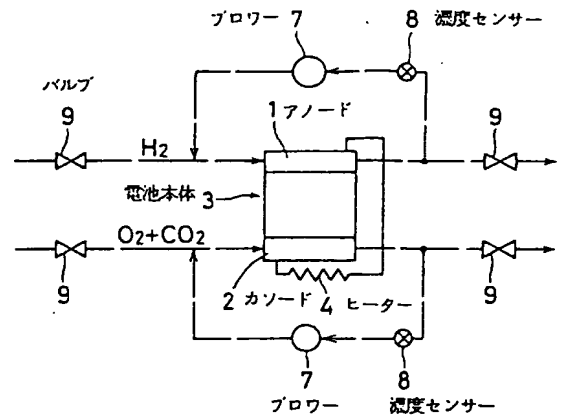 ブロワー 7
8 濃度センサー
バルブ
9
1 アノード
9
H2
電池本体 3
O2+CO2
9
2 カソード
4 ヒーター
9
7
ブロワー
8
濃度センサー